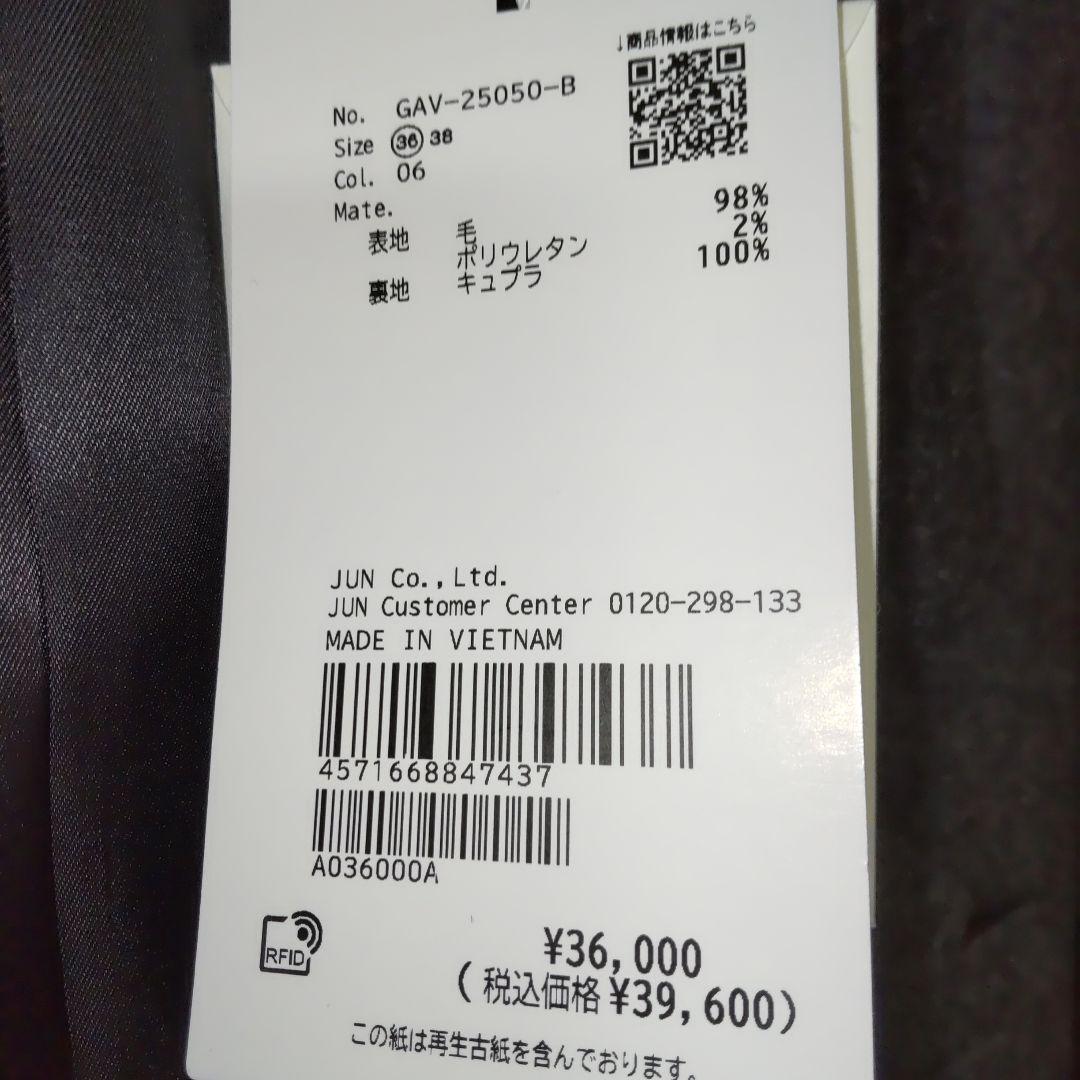 ↓商品情報はこちら
No. GAV-25050-B
Size 36 38
Col. 06
Mate.
表地 毛 98%
ポリウレタン 2%
裏地 キュプラ 100%
JUN Co.,Ltd.
JUN Customer Center 0120-298-133
MADE IN VIETNAM
4571668847437
A036000A
RFID
¥36,000
(税込価格 ¥39,600)
この紙は再生古紙を含んでおります。